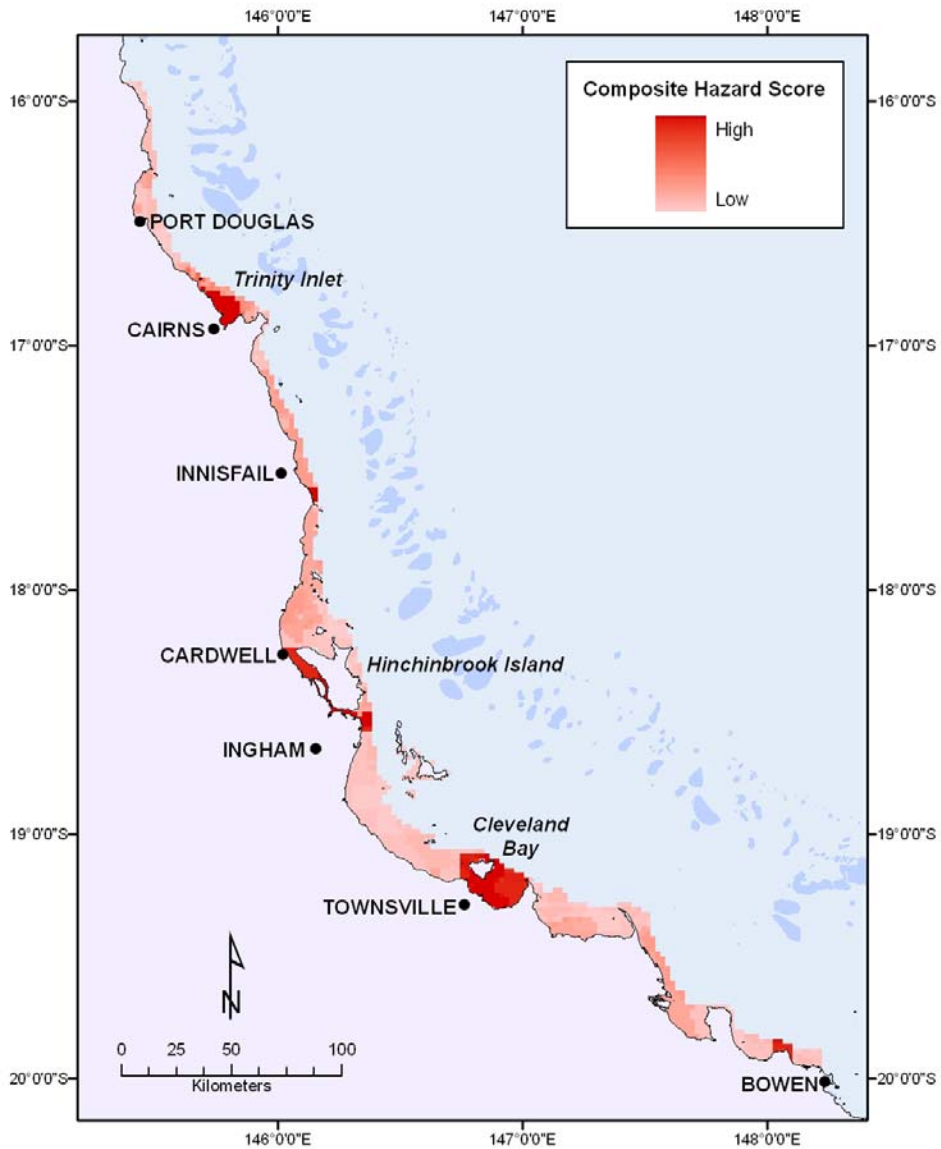 146°0'0"E 147°0'0"E 148°0'0"E
Composite Hazard Score
High
Low
16°0'0"S 16°0'0"S
PORT DOUGLAS
Trinity Inlet
CAIRNS
17°0'0"S 17°0'0"S
INNISFAIL
18°0'0"S 18°0'0"S
CARDWELL
Hinchinbrook Island
INGHAM
19°0'0"S 19°0'0"S
Cleveland
Bay
TOWNSVILLE
N
0 25 50 100
Kilometers
20°0'0"S 20°0'0"S
BOWEN
146°0'0"E 147°0'0"E 148°0'0"E